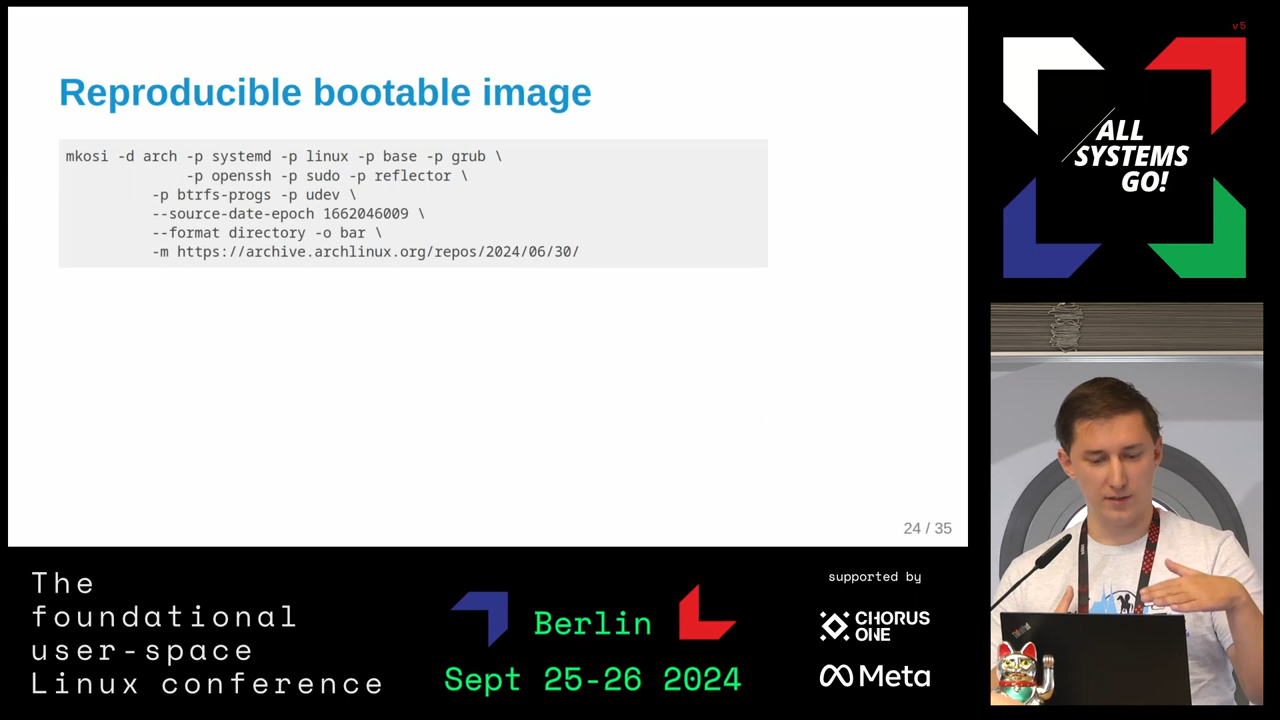 Reproducible bootable image
mkosi -d arch -p systemd -p linux -p base -p grub \
-p openssh -p sudo -p reflector \
-p btrfs-progs -p udev \
--source-date-epoch 1662046009 \
--format directory -o bar \
-m https://archive.archlinux.org/repos/2024/06/30/
24 / 35
v5
ALL
SYSTEMS
GO!
The
foundational
user-space
Linux conference
Berlin
Sept 25-26 2024
supported by
CHORUS
ONE
Meta